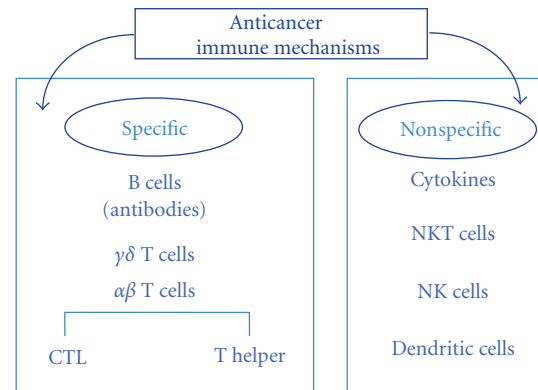 Anticancer
immune mechanisms
Specific
B cells
(antibodies)
γδ T cells
αβ T cells
CTL
T helper
Nonspecific
Cytokines
NKT cells
NK cells
Dendritic cells